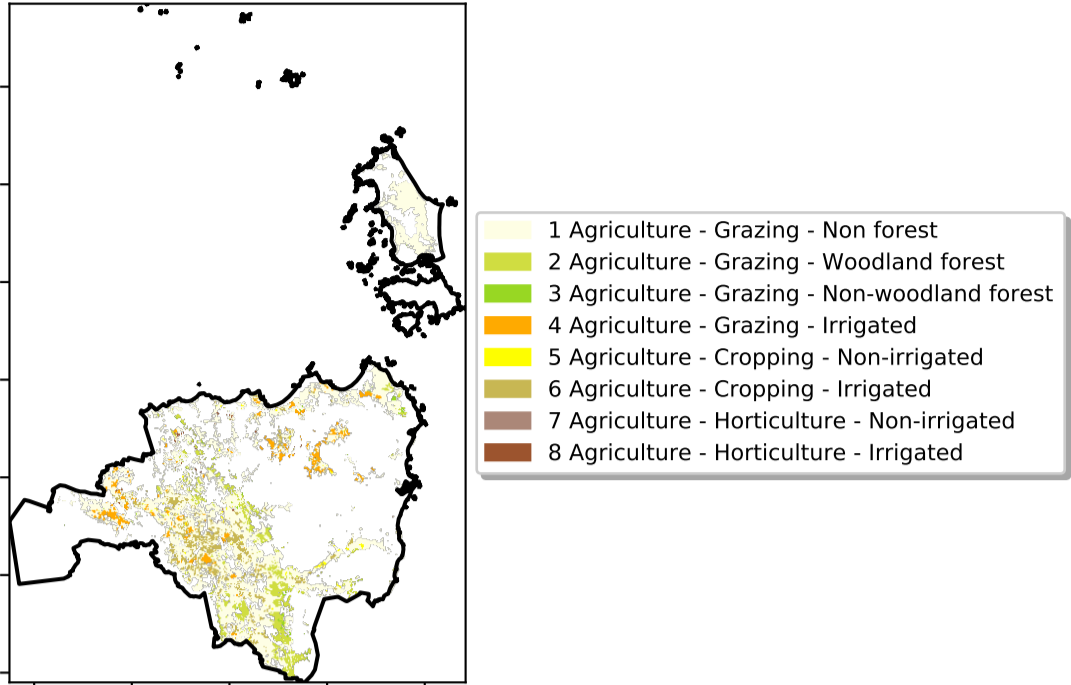 1 Agriculture - Grazing - Non forest
2 Agriculture - Grazing - Woodland forest
3 Agriculture - Grazing - Non-woodland forest
4 Agriculture - Grazing - Irrigated
5 Agriculture - Cropping - Non-irrigated
6 Agriculture - Cropping - Irrigated
7 Agriculture - Horticulture - Non-irrigated
8 Agriculture - Horticulture - Irrigated